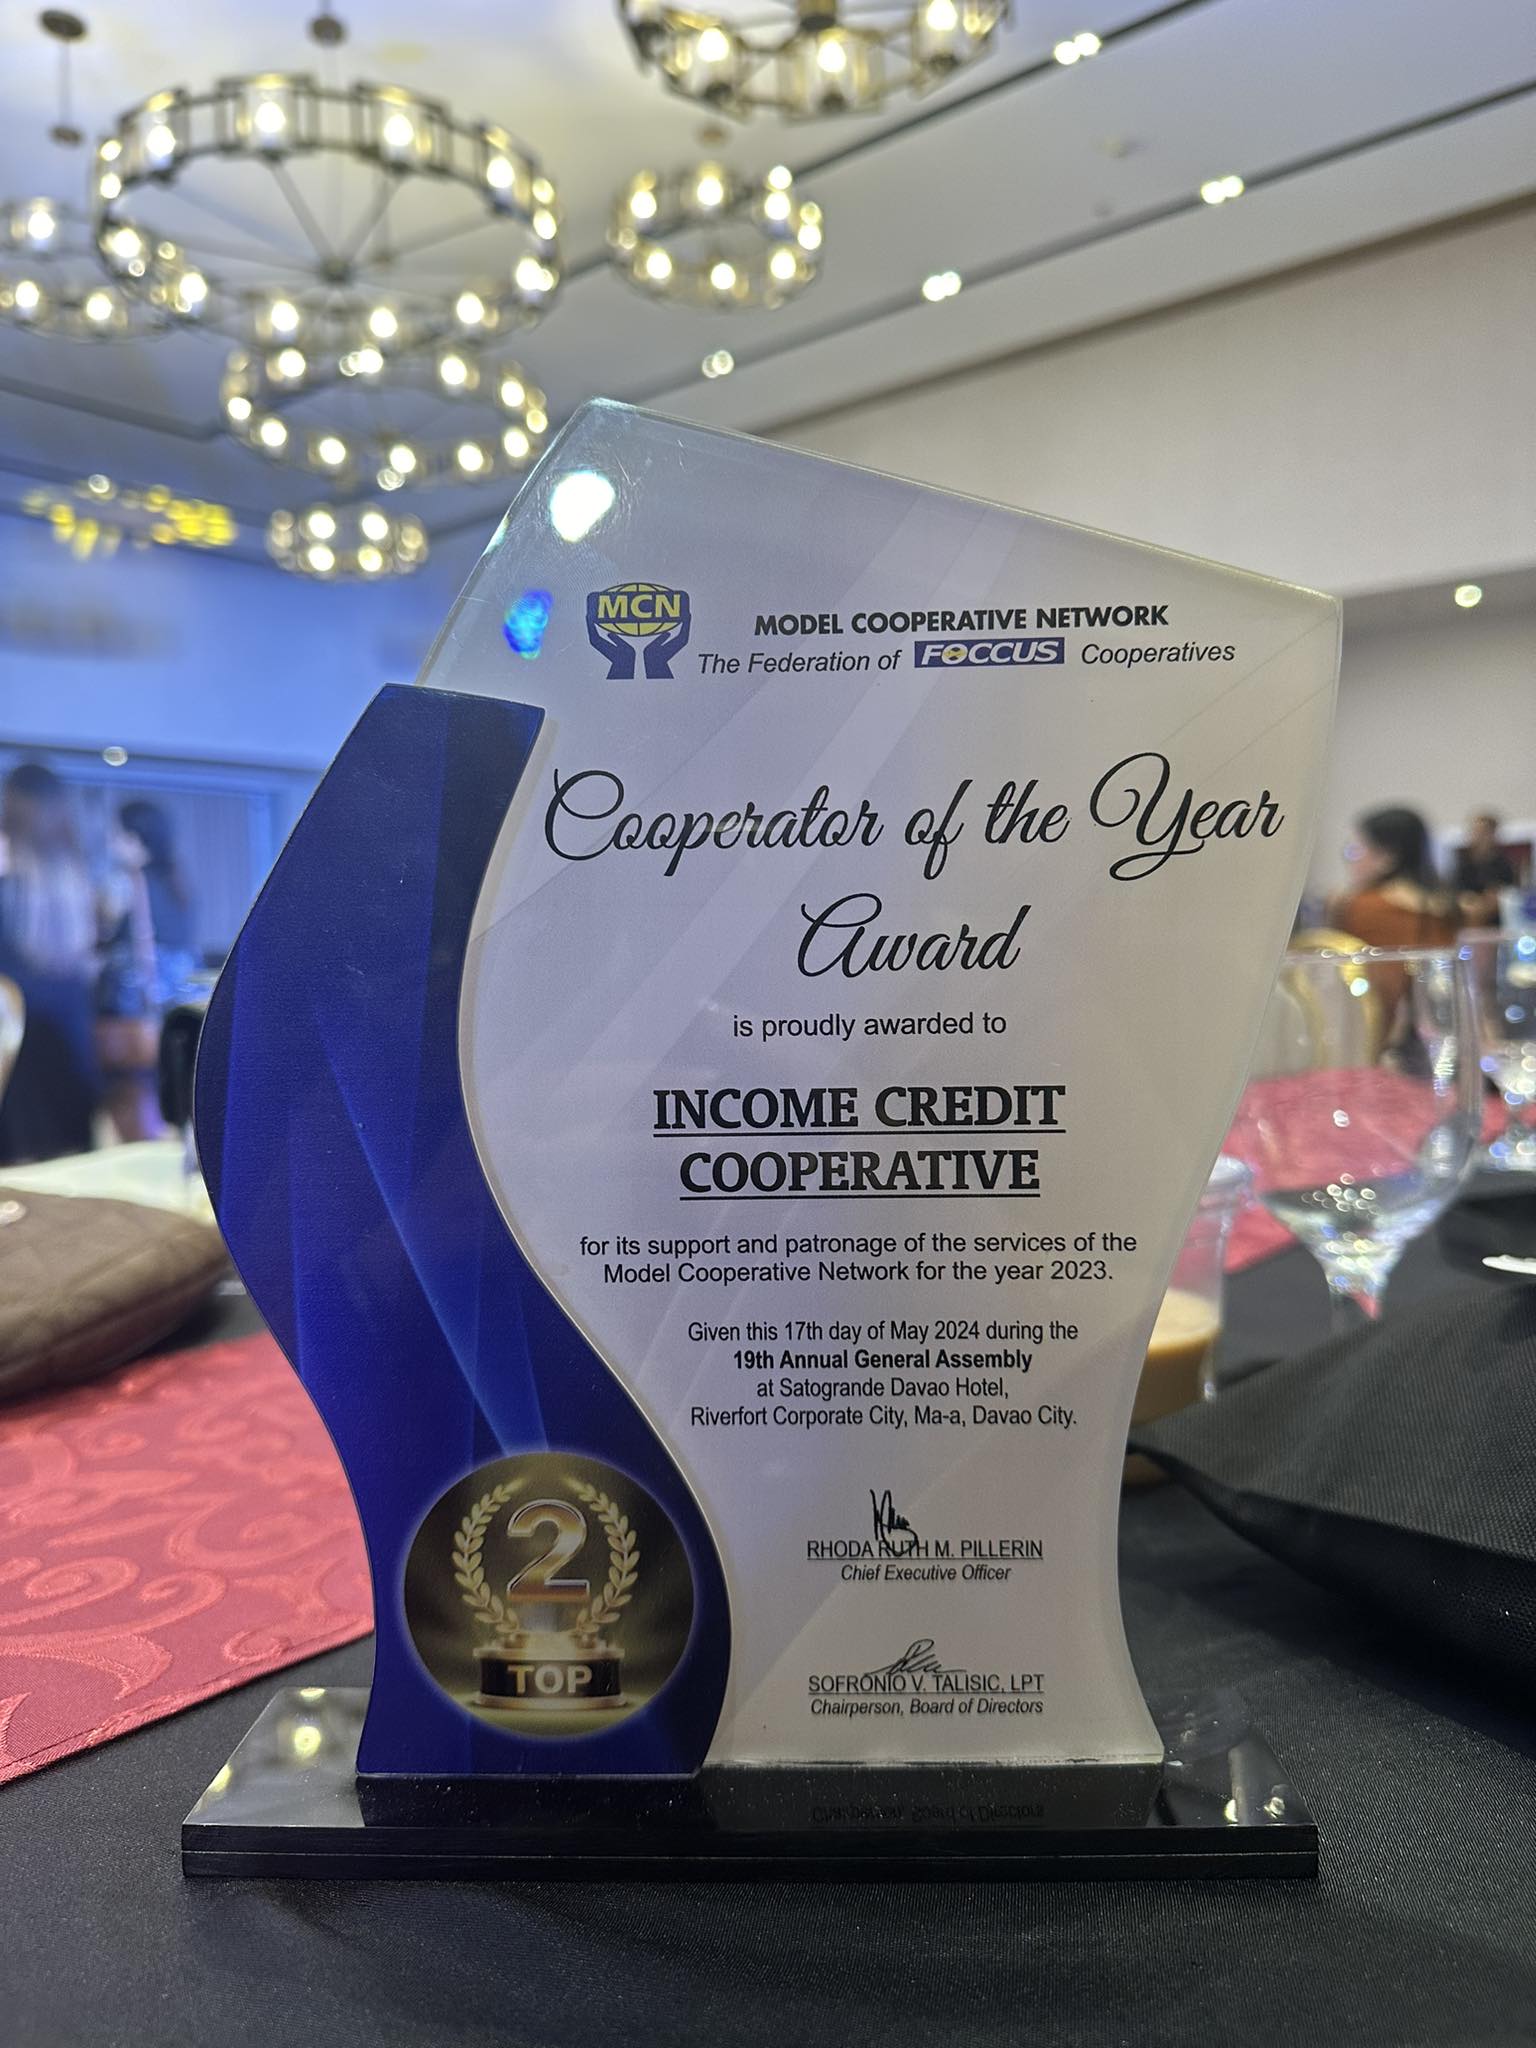 MCN
MODEL COOPERATIVE NETWORK
The Federation of FOCCUS Cooperatives
Cooperator of the Year
Award
is proudly awarded to
INCOME CREDIT
COOPERATIVE
for its support and patronage of the services of the
Model Cooperative Network for the year 2023.
Given this 17th day of May 2024 during the
19th Annual General Assembly
at Satogrande Davao Hotel,
Riverfort Corporate City, Ma-a, Davao City.
RHODA RUTH M. PILLERIN
Chief Executive Officer
SOFRONIO V. TALISIC, LPT
Chairperson, Board of Directors
2
TOP